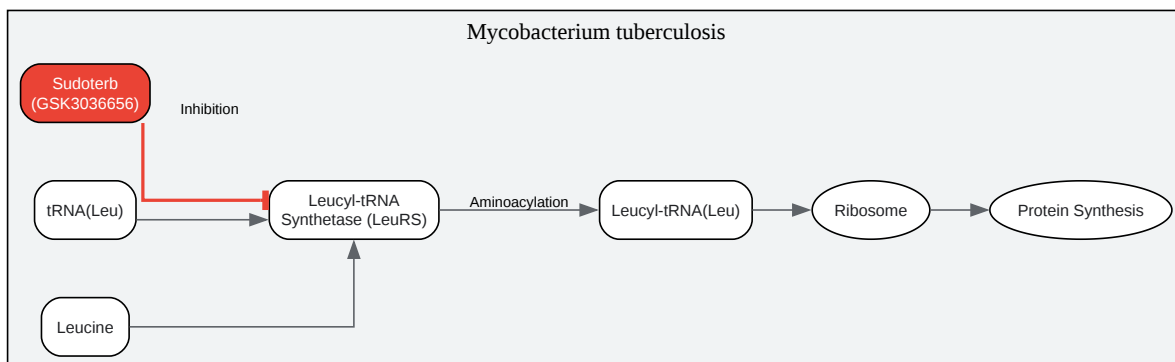 Mycobacterium tuberculosis
Sudoterb
(GSK3036656)
Inhibition
tRNA(Leu)
Leucyl-tRNA
Synthetase (LeuRS)
Aminoacylation
Leucyl-tRNA(Leu)
Ribosome
Protein Synthesis
Leucine